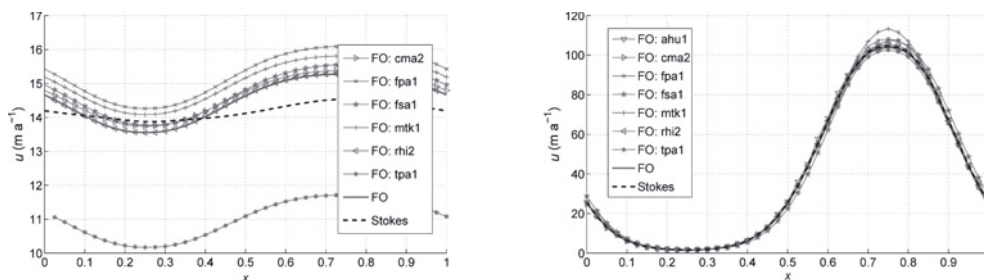 17
16
15
14
13
12
11
10
u (m a⁻¹)
0 0.1 0.2 0.3 0.4 0.5 0.6 0.7 0.8 0.9 1
x
FO: cma2
FO: fpa1
FO: fsa1
FO: mtk1
FO: rhi2
FO: tpa1
FO
Stokes
120
100
80
60
40
20
0
u (m a⁻¹)
0 0.1 0.2 0.3 0.4 0.5 0.6 0.7 0.8 0.9
x
FO: ahu1
FO: cma2
FO: fpa1
FO: fsa1
FO: mtk1
FO: rhi2
FO: tpa1
FO
Stokes